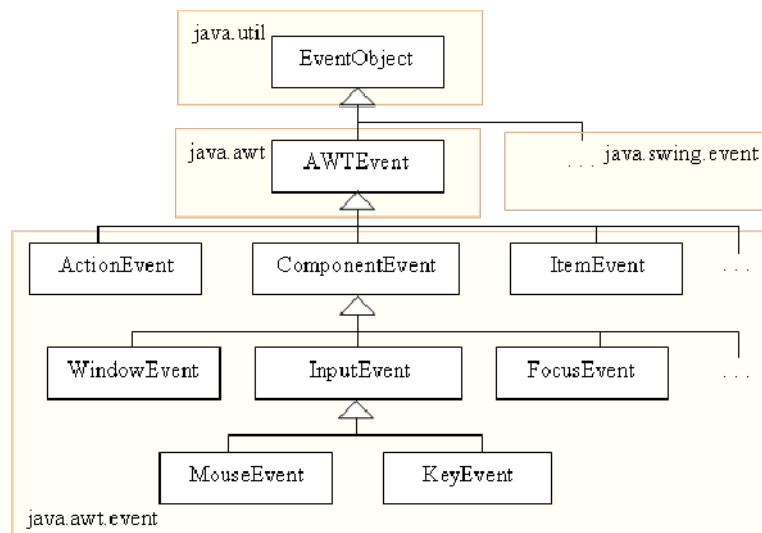 java.util
EventObject
java.awt
AWTEvent
... java.swing.event
ActionEvent
ComponentEvent
ItemEvent
...
WindowEvent
InputEvent
FocusEvent
...
MouseEvent
KeyEvent
java.awt.event